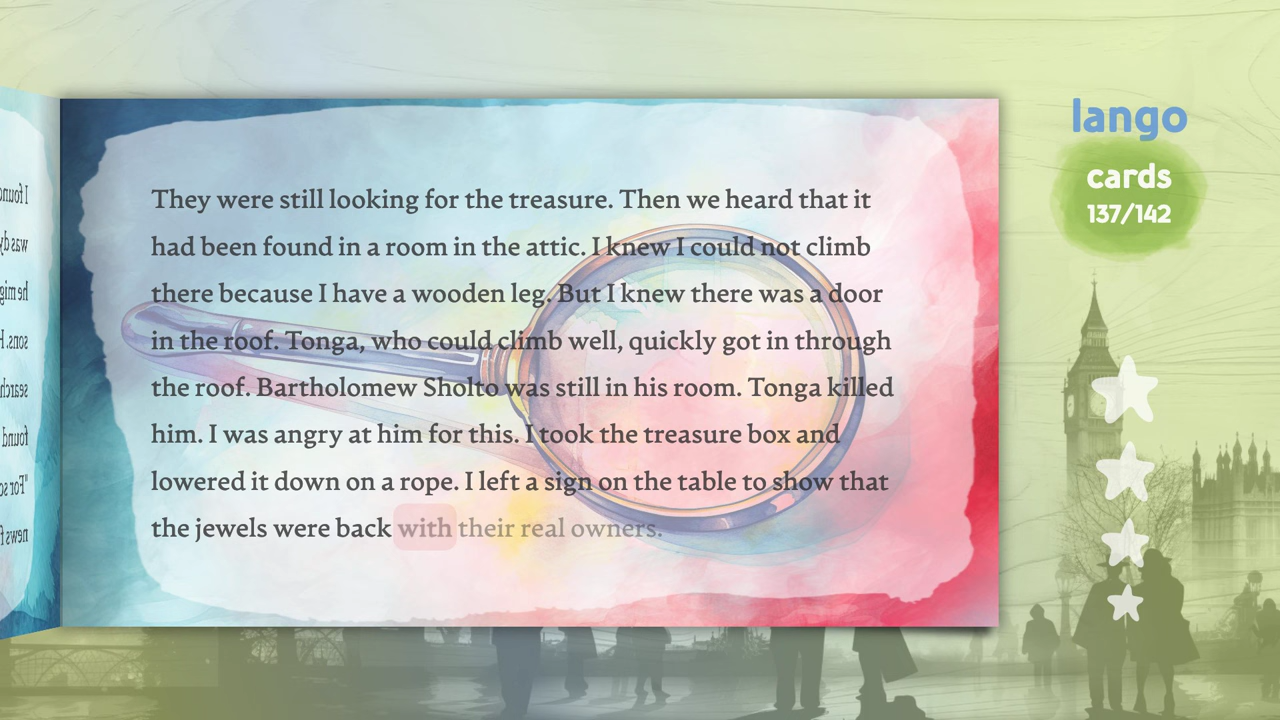 They were still looking for the treasure. Then we heard that it
had been found in a room in the attic. I knew I could not climb
there because I have a wooden leg. But I knew there was a door
in the roof. Tonga, who could climb well, quickly got in through
the roof. Bartholomew Sholto was still in his room. Tonga killed
him. I was angry at him for this. I took the treasure box and
lowered it down on a rope. I left a sign on the table to show that
the jewels were back with their real owners.
lango
cards
137/142